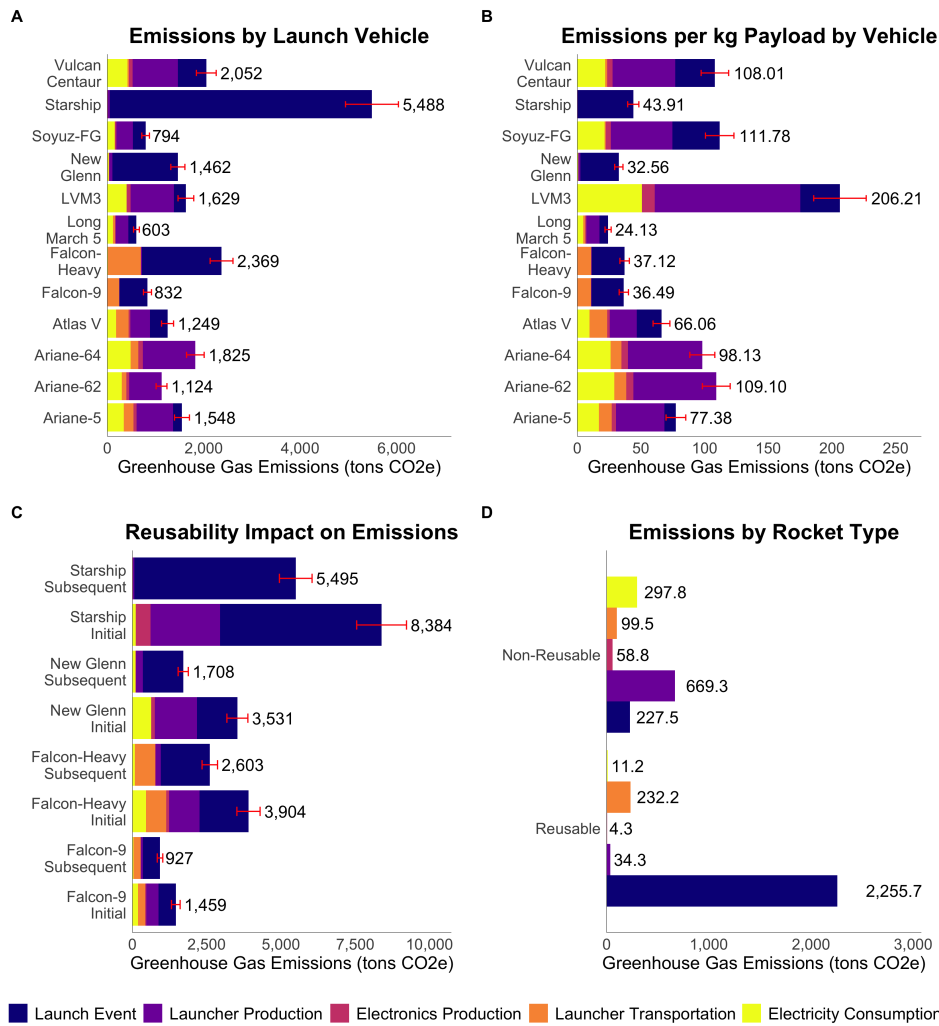 A
Emissions by Launch Vehicle
Vulcan
Centaur
2,052
Starship
5,488
Soyuz-FG
794
New
Glenn
1,462
LVM3
1,629
Long
March 5
603
Falcon-
Heavy
2,369
Falcon-9
832
Atlas V
1,249
Ariane-64
1,825
Ariane-62
1,124
Ariane-5
1,548
0 2,000 4,000 6,000
Greenhouse Gas Emissions (tons CO2e)
B
Emissions per kg Payload by Vehicle
Vulcan
Centaur
108.01
Starship
43.91
Soyuz-FG
111.78
New
Glenn
32.56
LVM3
206.21
Long
March 5
24.13
Falcon-
Heavy
37.12
Falcon-9
36.49
Atlas V
66.06
Ariane-64
98.13
Ariane-62
109.10
Ariane-5
77.38
0 50 100 150 200 250
Greenhouse Gas Emissions (tons CO2e)
C
Reusability Impact on Emissions
Starship
Subsequent
5,495
Starship
Initial
8,384
New Glenn
Subsequent
1,708
New Glenn
Initial
3,531
Falcon-Heavy
Subsequent
2,603
Falcon-Heavy
Initial
3,904
Falcon-9
Subsequent
927
Falcon-9
Initial
1,459
0 2,500 5,000 7,500 10,000
Greenhouse Gas Emissions (tons CO2e)
D
Emissions by Rocket Type
297.8
99.5
Non-Reusable
58.8
669.3
227.5
11.2
232.2
Reusable
4.3
34.3
2,255.7
0 1,000 2,000 3,000
Greenhouse Gas Emissions (tons CO2e)
Launch Event Launcher Production Electronics Production Launcher Transportation Electricity Consumption